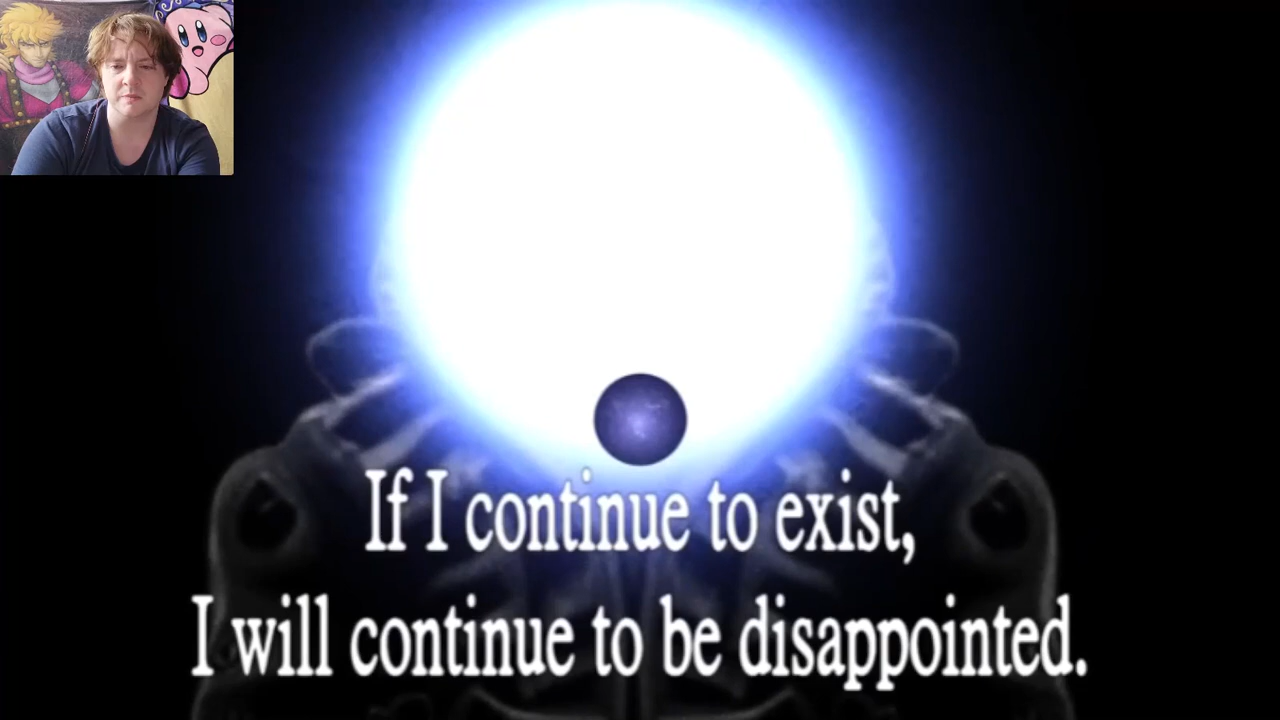 If I continue to exist,
I will continue to be disappointed.